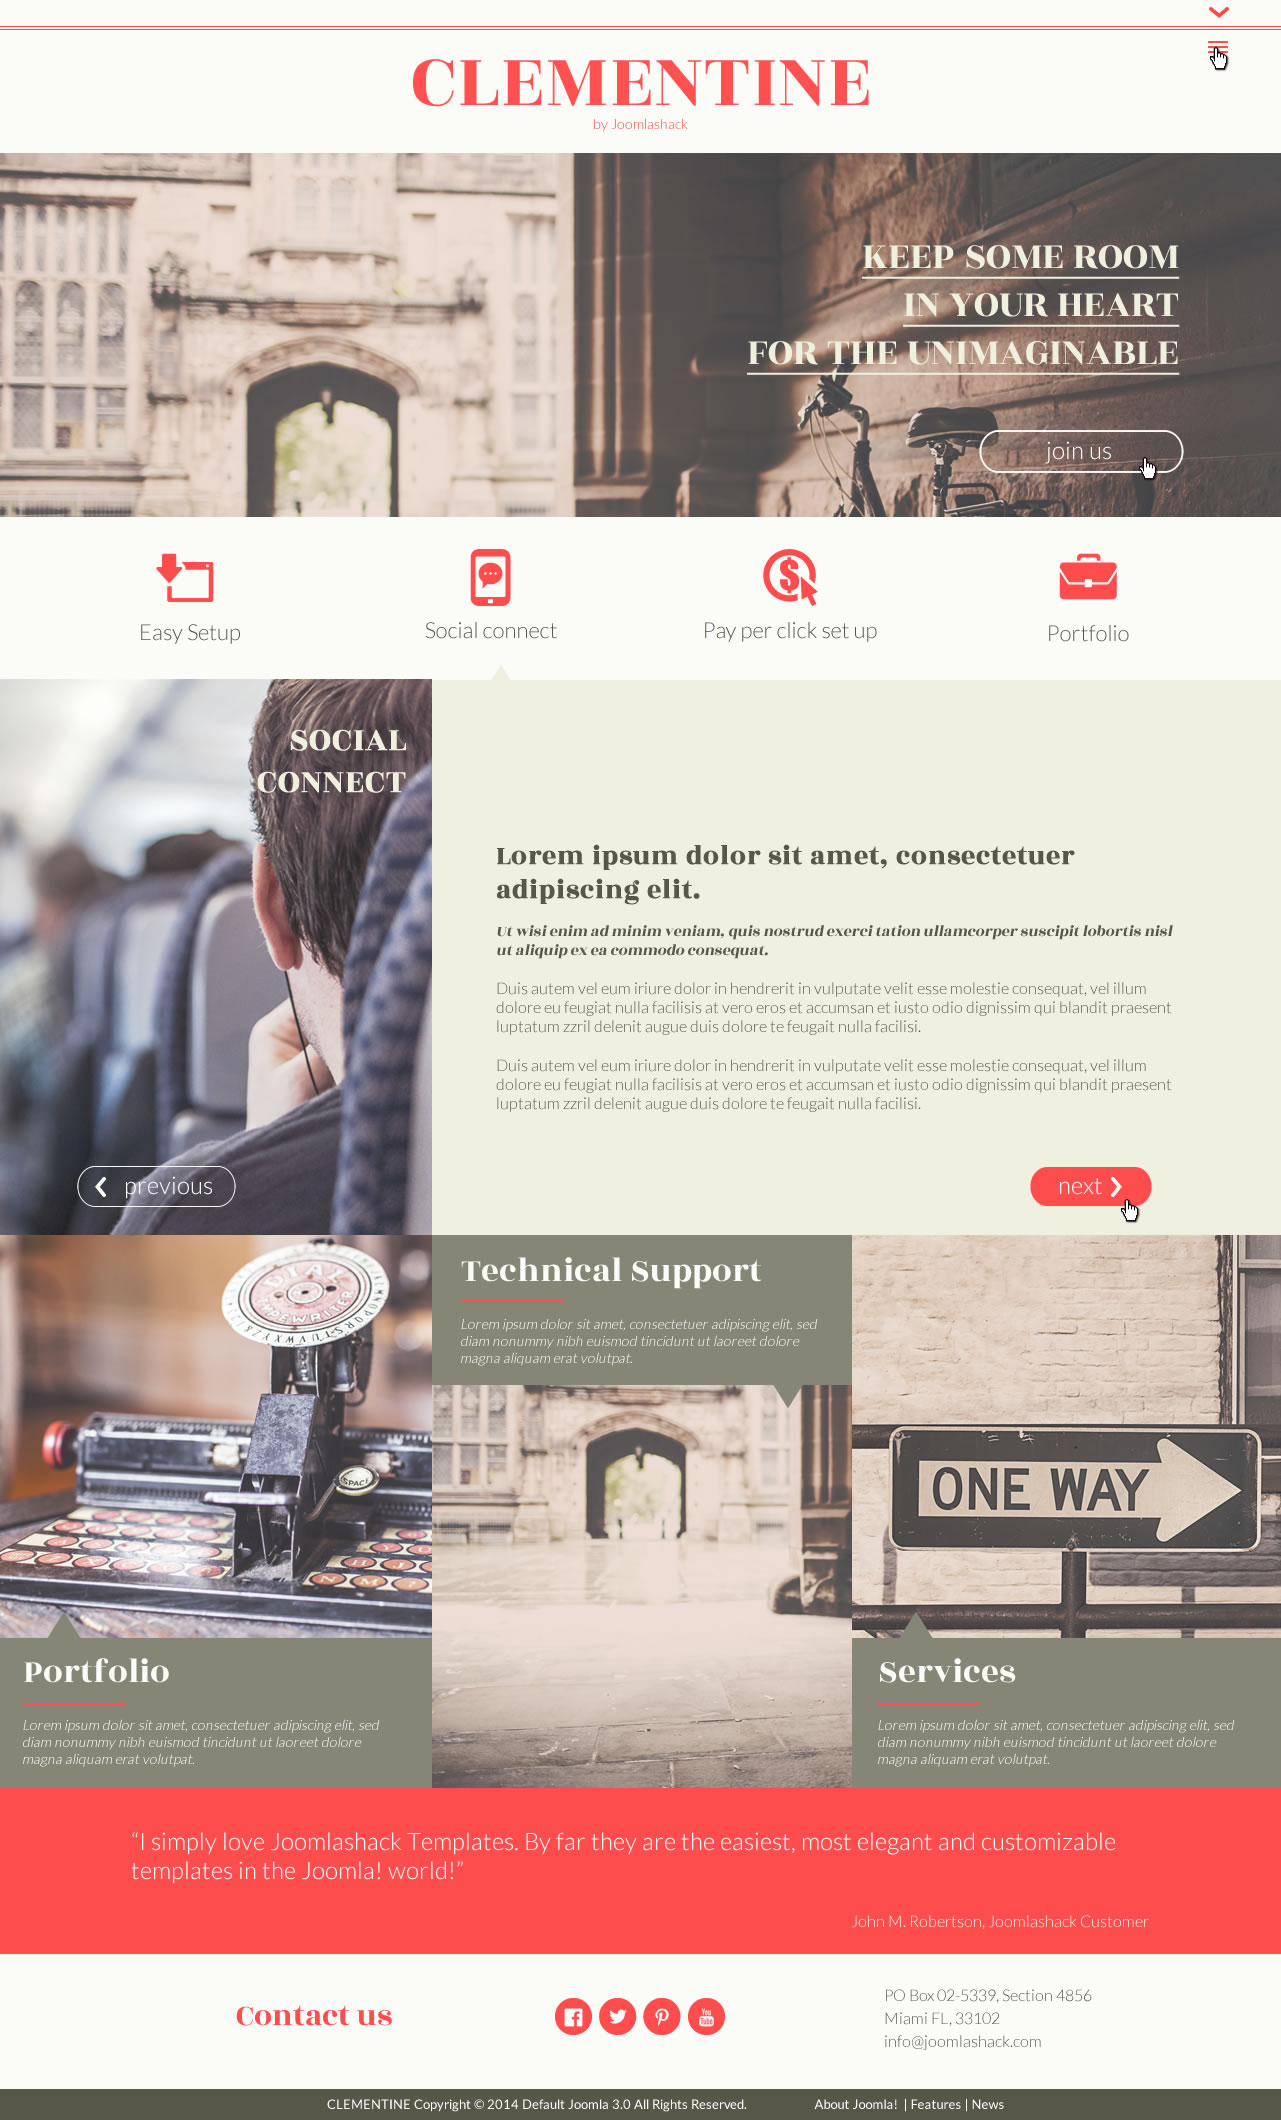 CLEMENTINE
by Joomlashack
KEEP SOME ROOM
IN YOUR HEART
FOR THE UNIMAGINABLE
join us
Easy Setup
Social connect
Pay per click set up
Portfolio
SOCIAL
CONNECT
Lorem ipsum dolor sit amet, consectetuer
adipiscing elit.
Ut wisi enim ad minim veniam, quis nostrud exerci tation ullamcorper suscipit lobortis nisl
ut aliquip ex ea commodo consequat.
Duis autem vel eum iriure dolor in hendrerit in vulputate velit esse molestie consequat, vel illum
dolore eu feugiat nulla facilisis at vero eros et accumsan et iusto odio dignissim qui blandit praesent
luptatum zzril delenit augue duis dolore te feugait nulla facilisi.
Duis autem vel eum iriure dolor in hendrerit in vulputate velit esse molestie consequat, vel illum
dolore eu feugiat nulla facilisis at vero eros et accumsan et iusto odio dignissim qui blandit praesent
luptatum zzril delenit augue duis dolore te feugait nulla facilisi.
previous
next
DIAL
TYPEWRITER
SPACE
Technical Support
Lorem ipsum dolor sit amet, consectetuer adipiscing elit, sed
diam nonummy nibh euismod tincidunt ut laoreet dolore
magna aliquam erat volutpat.
ONE WAY
Portfolio
Lorem ipsum dolor sit amet, consectetuer adipiscing elit, sed
diam nonummy nibh euismod tincidunt ut laoreet dolore
magna aliquam erat volutpat.
Services
Lorem ipsum dolor sit amet, consectetuer adipiscing elit, sed
diam nonummy nibh euismod tincidunt ut laoreet dolore
magna aliquam erat volutpat.
“I simply love Joomlashack Templates. By far they are the easiest, most elegant and customizable
templates in the Joomla! world!”
John M. Robertson, Joomlashack Customer
Contact us
You Tube
PO Box 02-5339, Section 4856
Miami FL, 33102
info@joomlashack.com
CLEMENTINE Copyright © 2014 Default Joomla 3.0 All Rights Reserved.
About Joomla! | Features | News